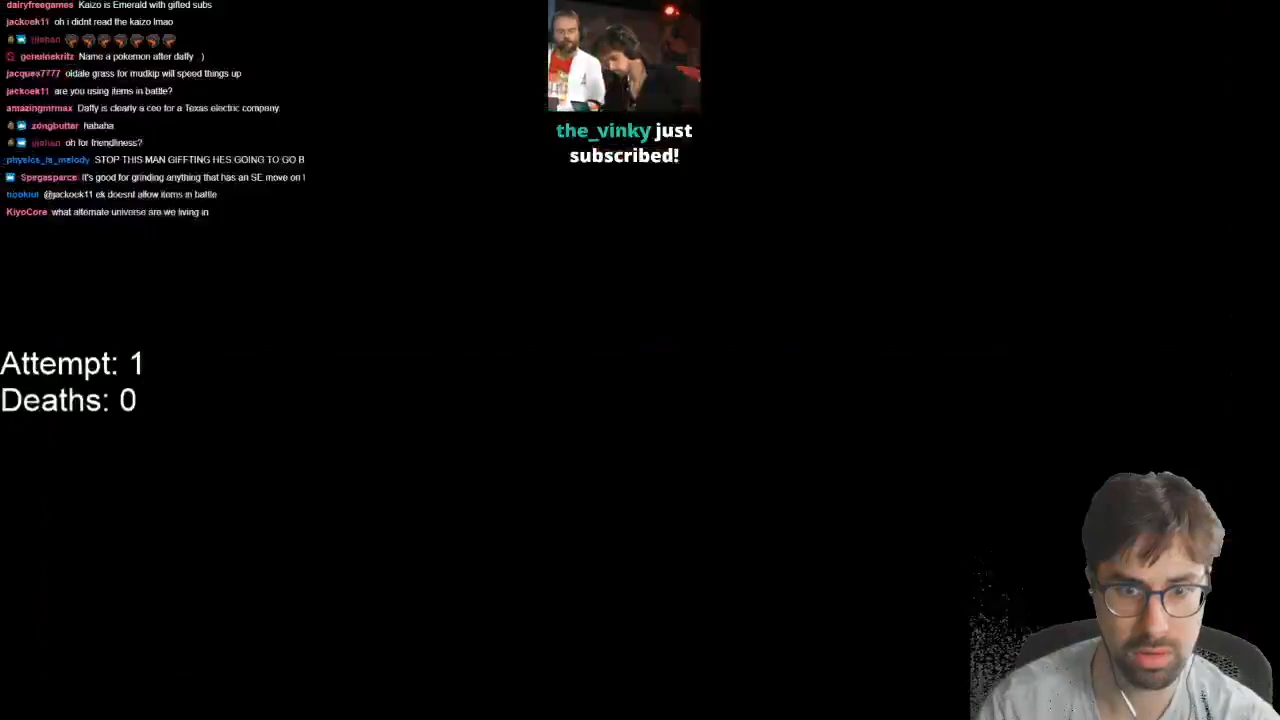 dairyfreegames Kaizo is Emerald with gifted subs
jackoek11 oh i didnt read the kaizo lmao
genuinekritz Name a pokemon after daffy :)
jacques7777 oldale grass for mudkip will speed things up
jackoek11 are you using items in battle?
amazingmrmax Daffy is clearly a ceo for a Texas electric company
zongbuttar hahaha
oh for friendliness?
physics_is_melody STOP THIS MAN GIFFTING HES GOING TO GO B
Spegasparce: It's good for grinding anything that has an SE move on t
@jackoek11 ek doesnt allow items in battle
KiyoCore what alternate universe are we living in
the_vinky just
subscribed!
Attempt: 1
Deaths: 0